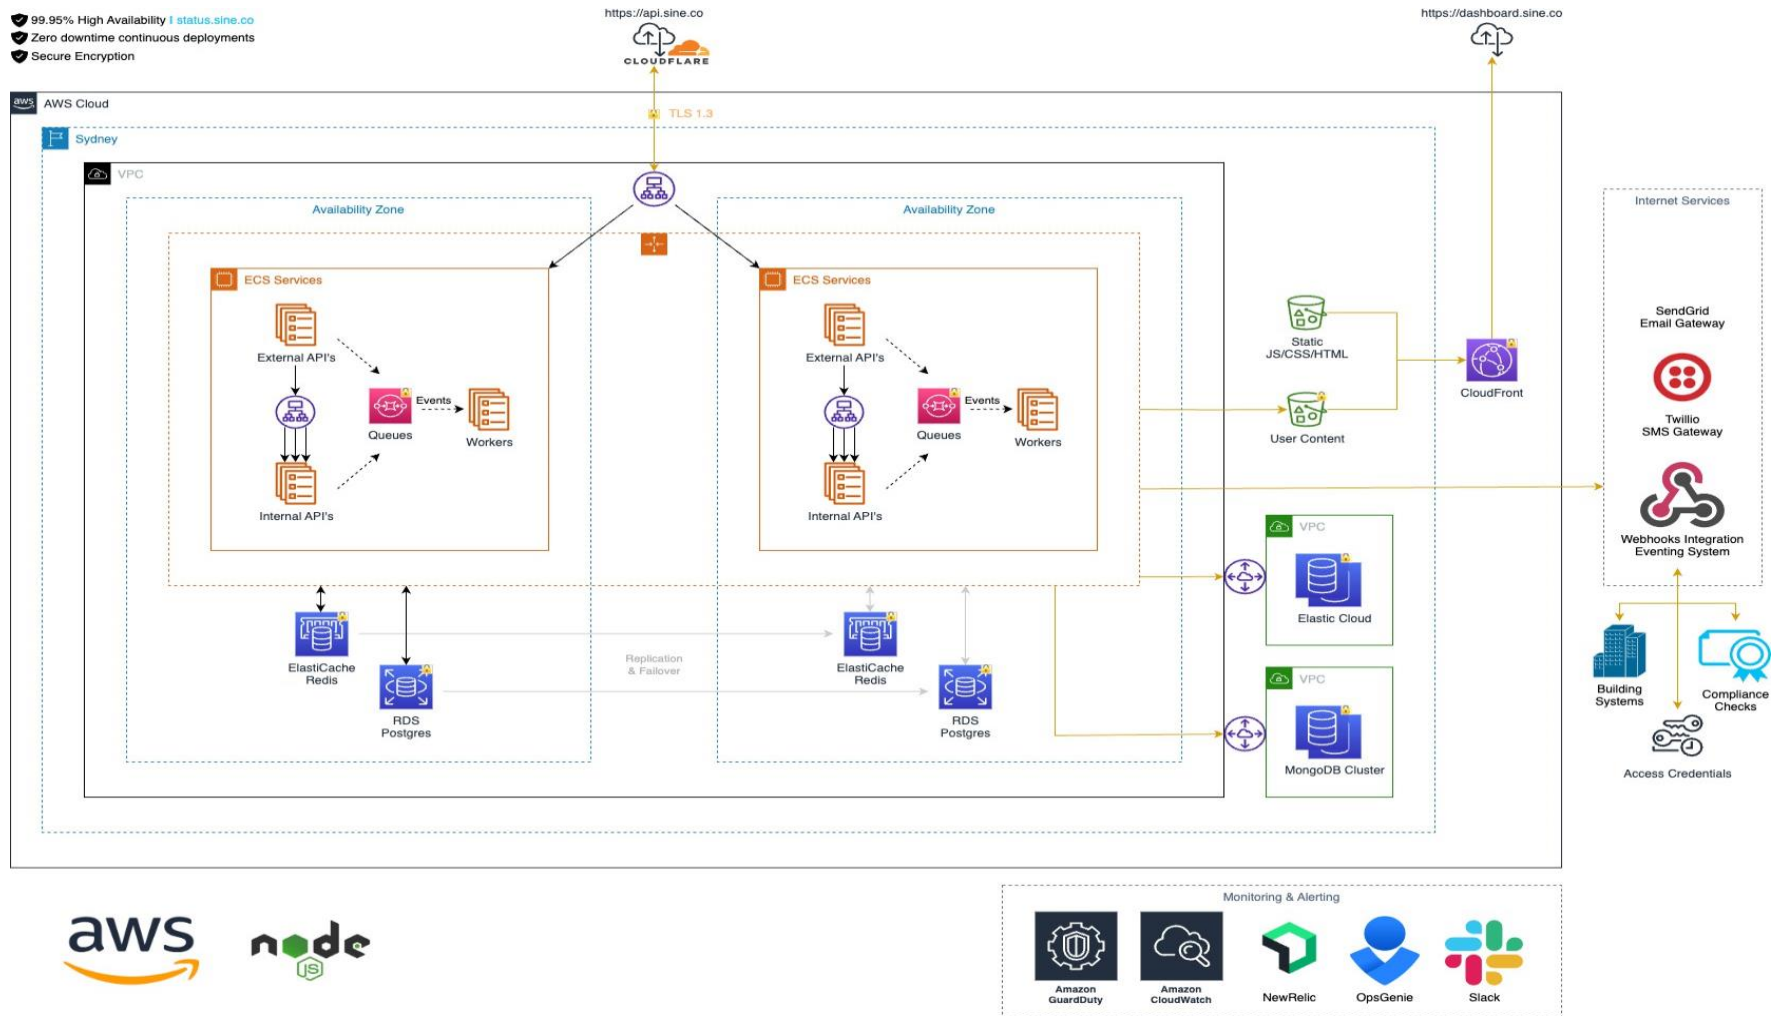 99.95% High Availability | status.sine.co
Zero downtime continuous deployments
Secure Encryption
https://api.sine.co
CLOUDFLARE
https://dashboard.sine.co
aws
AWS Cloud
TLS 1.3
Sydney
VPC
Availability Zone
Availability Zone
ECS Services
External API's
Events
Queues
Workers
Internal API's
ECS Services
External API's
Events
Queues
Workers
Internal API's
ElastiCache
Redis
RDS
Postgres
Replication
& Failover
ElastiCache
Redis
RDS
Postgres
Static
JS/CSS/HTML
User Content
CloudFront
VPC
Elastic Cloud
VPC
MongoDB Cluster
Internet Services
SendGrid
Email Gateway
Twillio
SMS Gateway
Webhooks Integration
Eventing System
Building
Systems
Compliance
Checks
Access Credentials
aws
node
JS
Monitoring & Alerting
Amazon
GuardDuty
Amazon
CloudWatch
NewRelic
OpsGenie
Slack